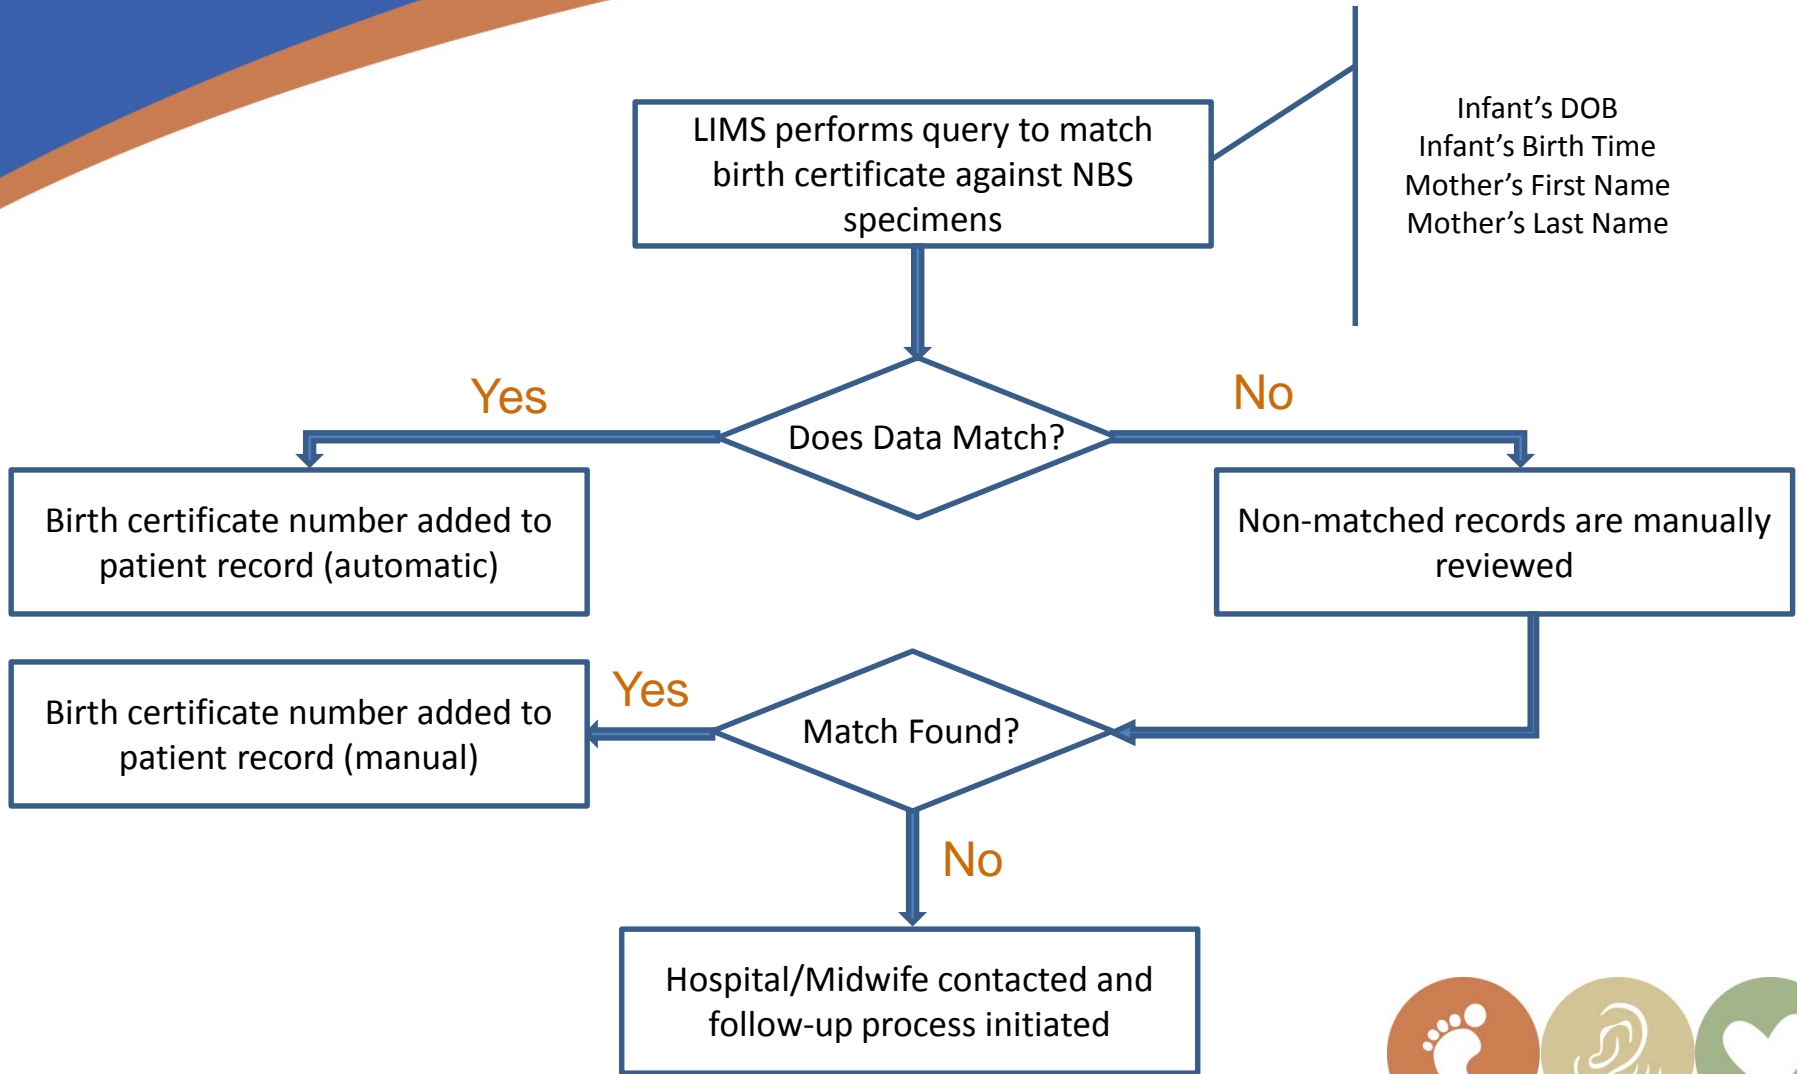 LIMS performs query to match
birth certificate against NBS
specimens
Infant’s DOB
Infant’s Birth Time
Mother’s First Name
Mother’s Last Name
Yes
No
Does Data Match?
Birth certificate number added to
patient record (automatic)
Non-matched records are manually
reviewed
Birth certificate number added to
patient record (manual)
Yes
Match Found?
No
Hospital/Midwife contacted and
follow-up process initiated